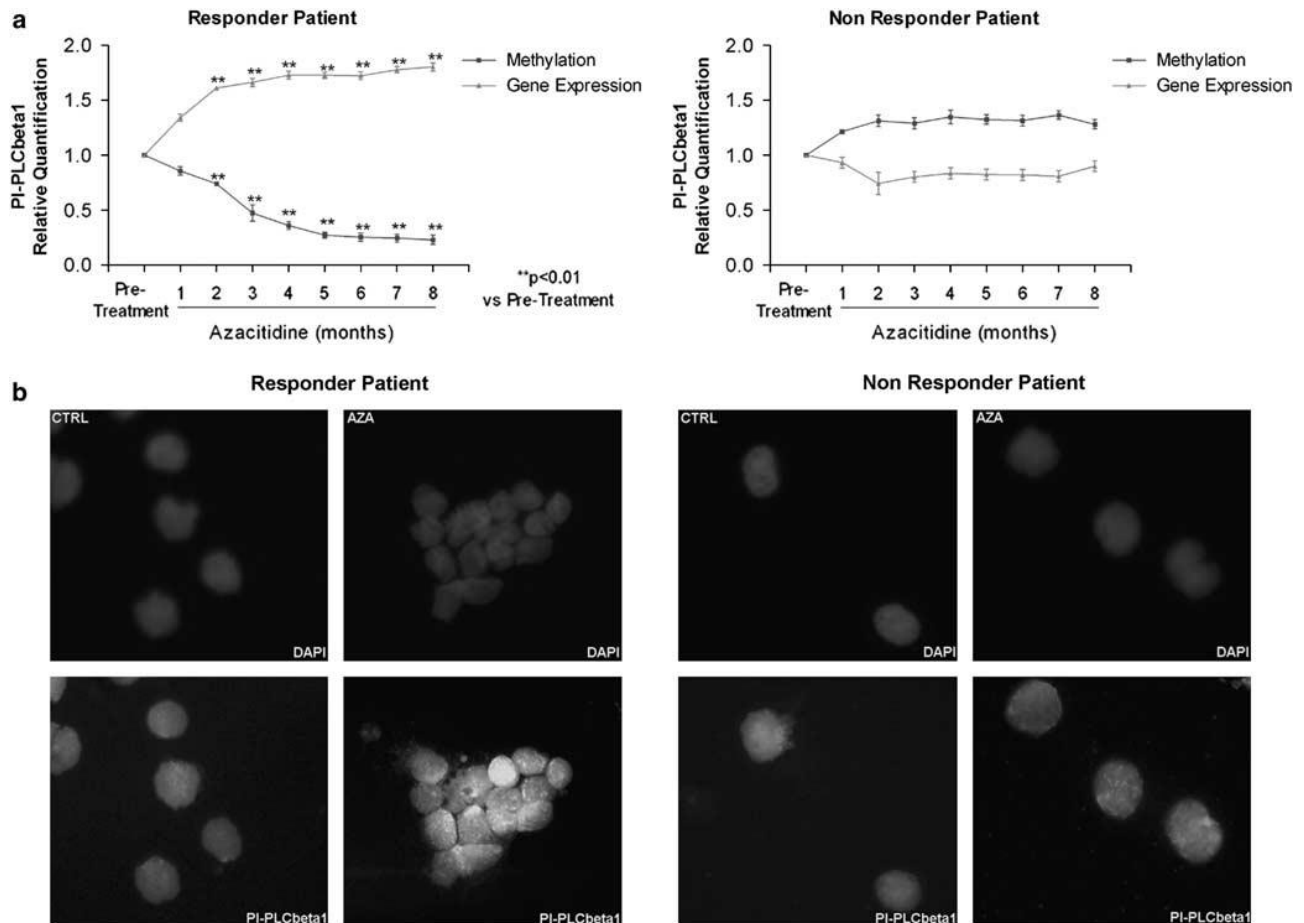 a
Responder Patient
PI-PLCbeta1
Relative Quantification
2.0
1.5
1.0
0.5
0.0
** ** ** ** ** ** **
** ** ** ** ** ** **
Methylation
Gene Expression
Pre-
Treatment
1 2 3 4 5 6 7 8
Azacitidine (months)
**p<0.01
vs Pre-Treatment
Non Responder Patient
PI-PLCbeta1
Relative Quantification
2.0
1.5
1.0
0.5
0.0
Methylation
Gene Expression
Pre-
Treatment
1 2 3 4 5 6 7 8
Azacitidine (months)
b
Responder Patient
Non Responder Patient
CTRL
DAPI
AZA
DAPI
CTRL
DAPI
AZA
DAPI
PI-PLCbeta1
PI-PLCbeta1
PI-PLCbeta1
PI-PLCbeta1